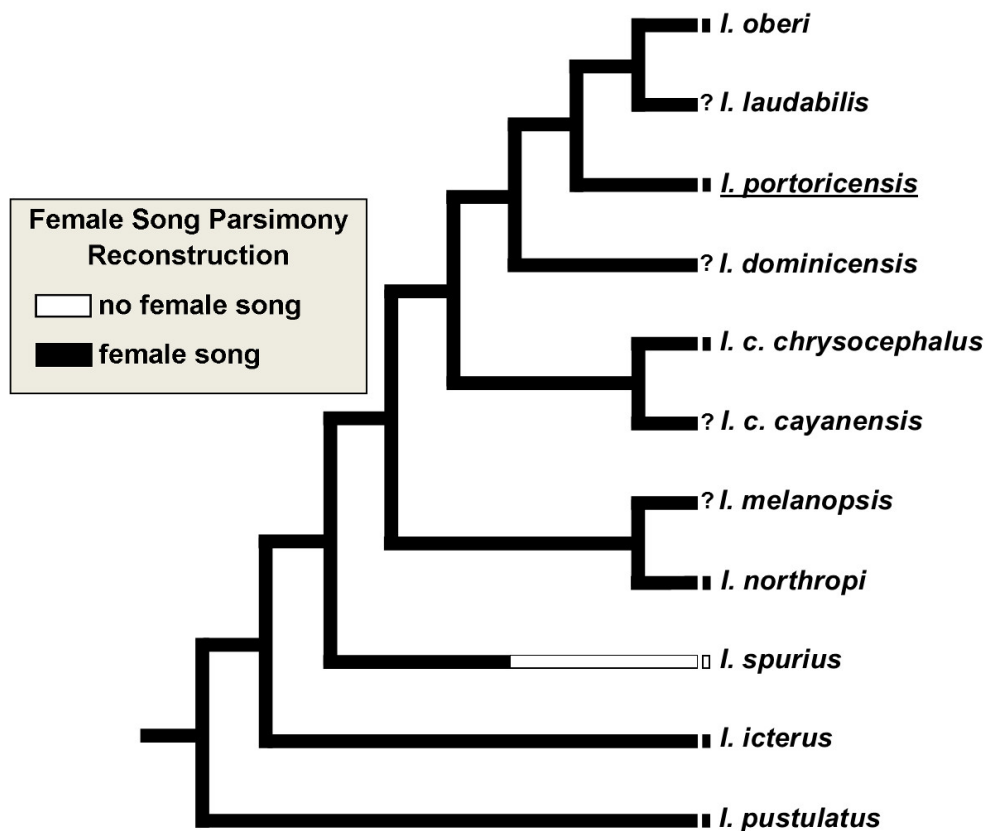 I. oberi
? I. laudabilis
I. portoricensis
? I. dominicensis
Female Song Parsimony
Reconstruction
no female song
female song
I. c. chrysocephalus
? I. c. cayanensis
? I. melanopsis
I. northropi
I. spurius
I. icterus
I. pustulatus